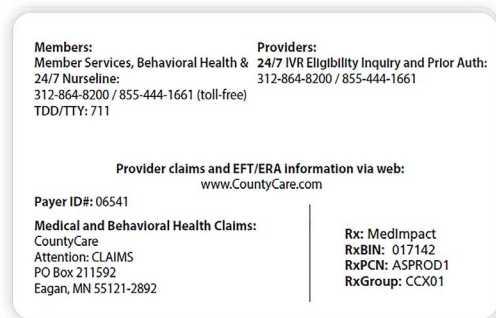 Members:
Member Services, Behavioral Health &
24/7 Nurseline:
312-864-8200 / 855-444-1661 (toll-free)
TDD/TTY: 711
Providers:
24/7 IVR Eligibility Inquiry and Prior Auth:
312-864-8200 / 855-444-1661
Provider claims and EFT/ERA information via web:
www.CountyCare.com
Payer ID#: 06541
Medical and Behavioral Health Claims:
CountyCare
Attention: CLAIMS
PO Box 211592
Eagan, MN 55121-2892
Rx: MedImpact
RxBIN: 017142
RxPCN: ASPROD1
RxGroup: CCX01